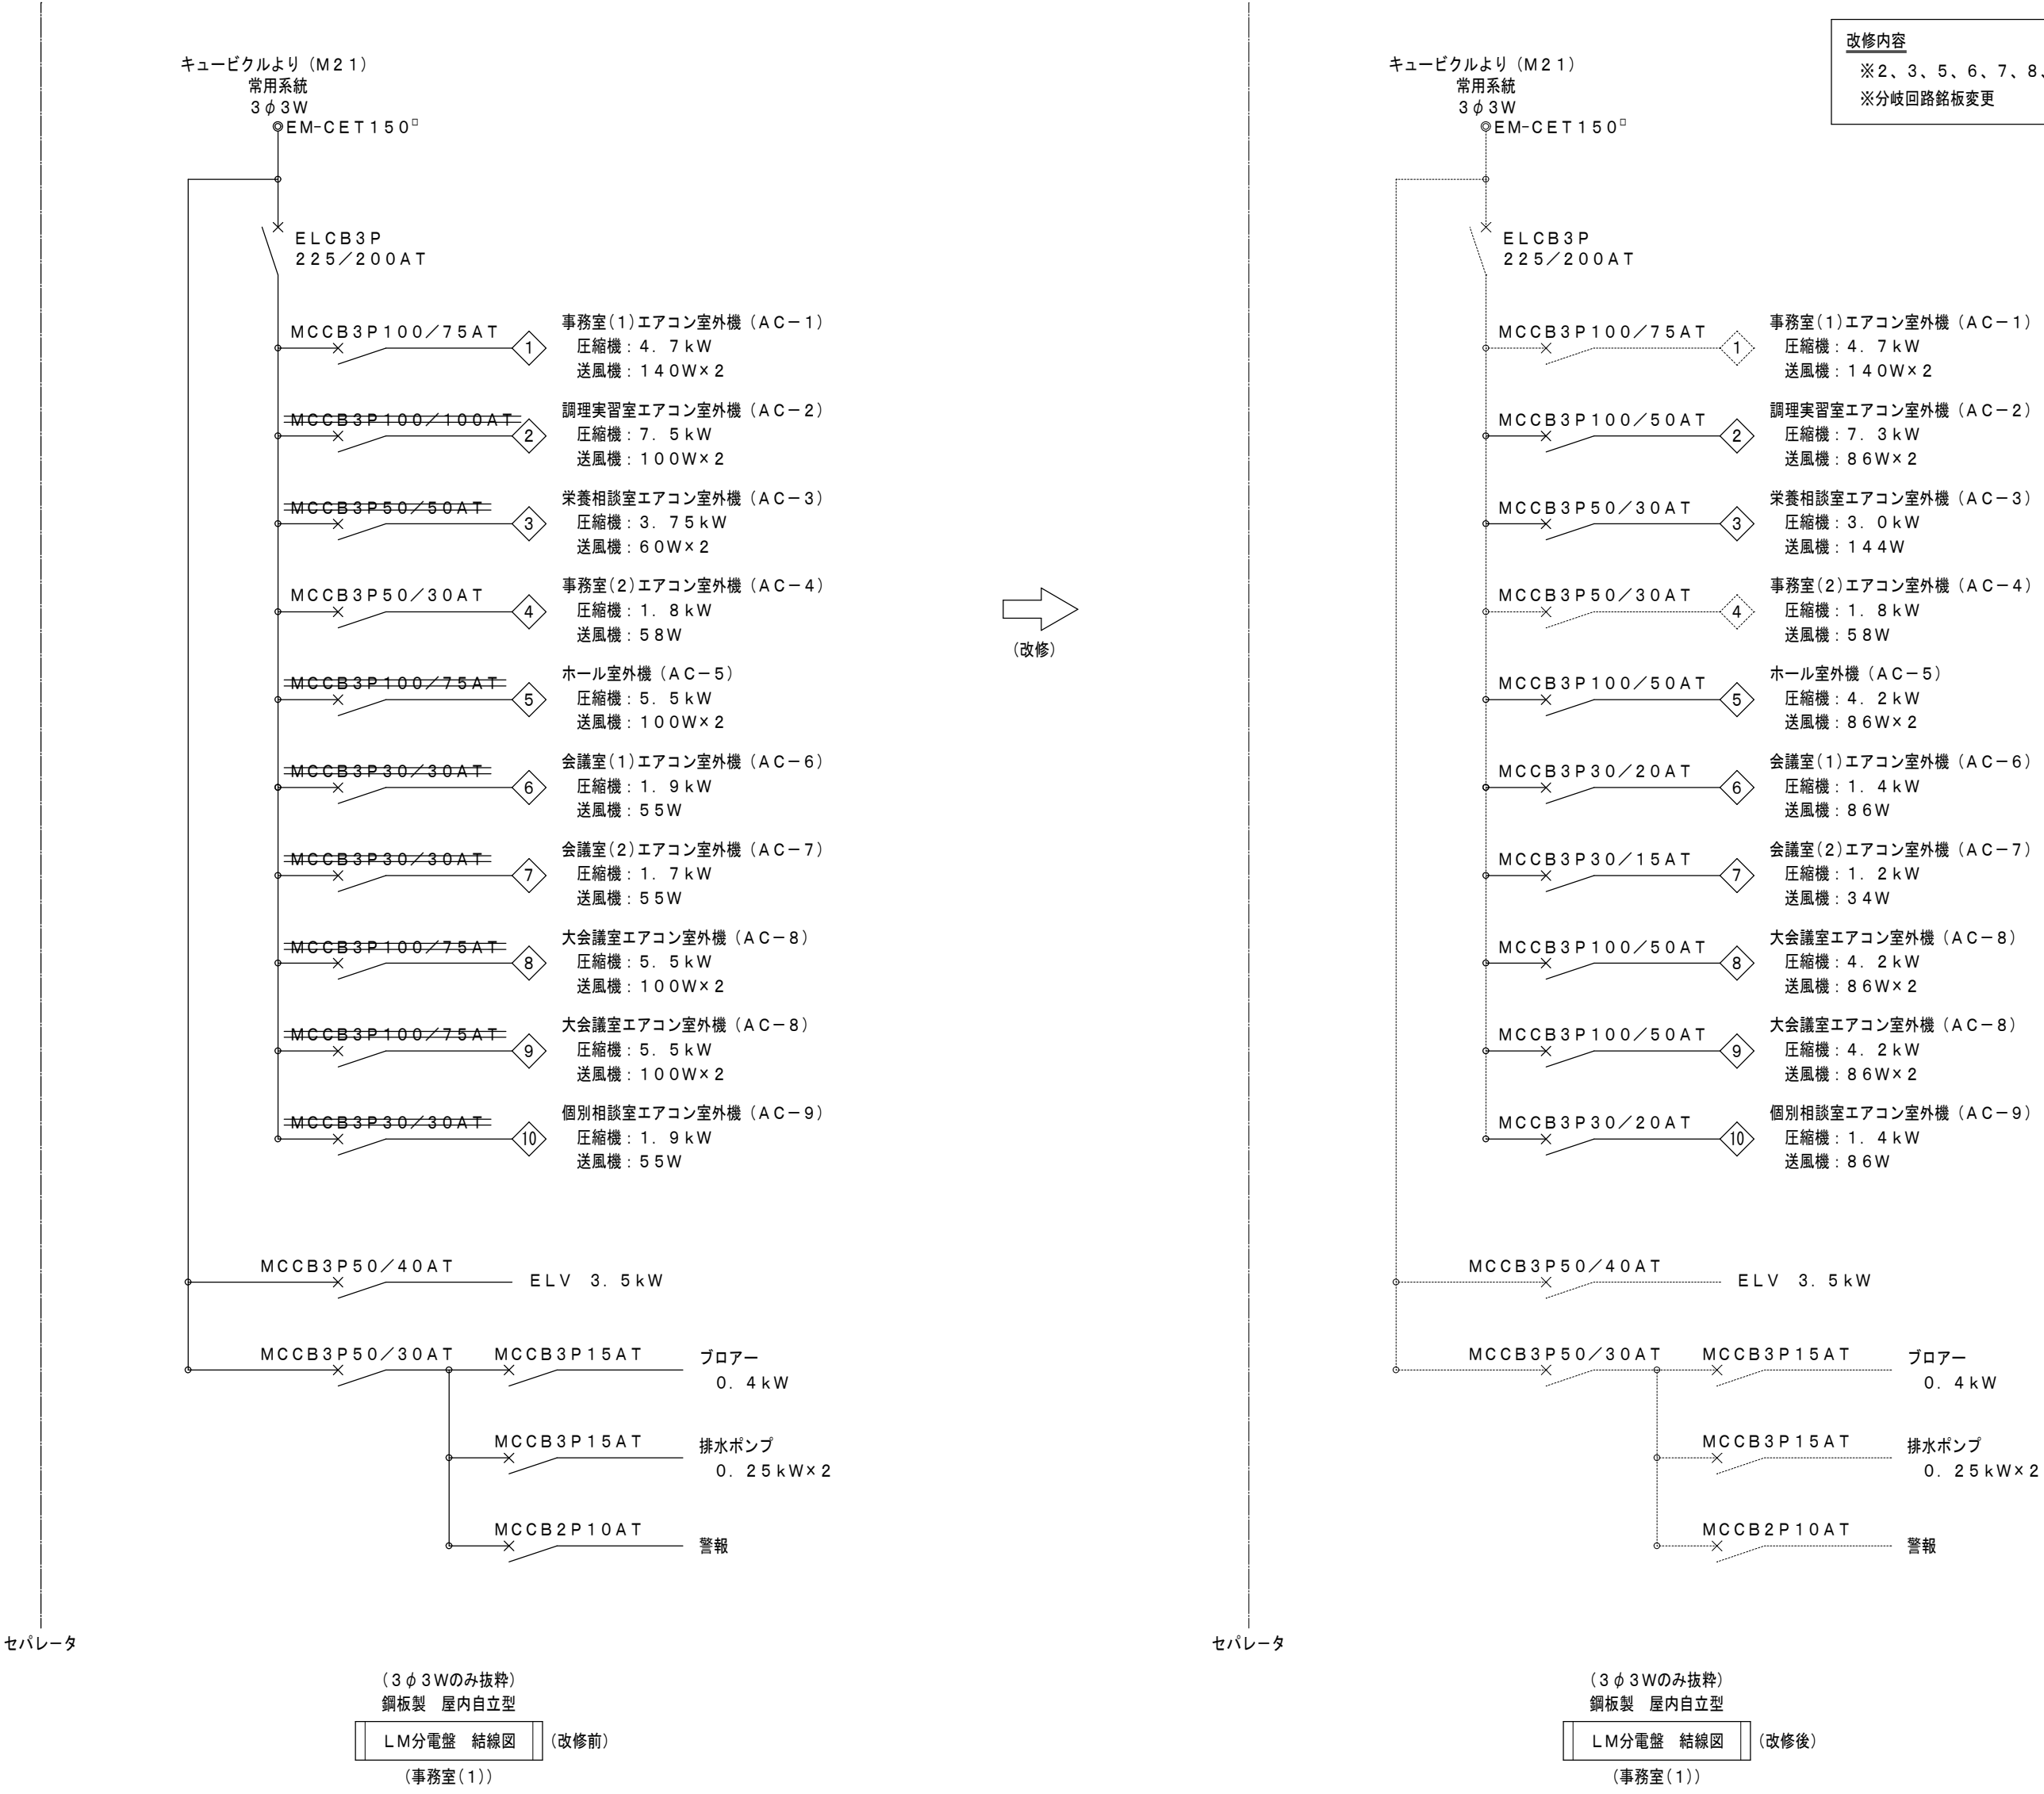 キュービクルより（Ｍ２１）
常用系統
３φ３Ｗ
EM-CET１５０□
ELCB３P
２２５／２００AT
MCCB３P１００／７５AT
1
事務室(1)エアコン室外機（AC－１）
圧縮機：４．７kW
送風機：１４０W×２
MCCB３P１００／１００AT
2
調理実習室エアコン室外機（AC－２）
圧縮機：７．５kW
送風機：１００W×２
MCCB３P５０／５０AT
3
栄養相談室エアコン室外機（AC－３）
圧縮機：３．７５kW
送風機：６０W×２
MCCB３P５０／３０AT
4
事務室(2)エアコン室外機（AC－４）
圧縮機：１．８kW
送風機：５８W
MCCB３P１００／７５AT
5
ホール室外機（AC－５）
圧縮機：５．５kW
送風機：１００W×２
MCCB３P３０／３０AT
6
会議室(1)エアコン室外機（AC－６）
圧縮機：１．９kW
送風機：５５W
MCCB３P３０／３０AT
7
会議室(2)エアコン室外機（AC－７）
圧縮機：１．７kW
送風機：５５W
MCCB３P１００／７５AT
8
大会議室エアコン室外機（AC－８）
圧縮機：５．５kW
送風機：１００W×２
MCCB３P１００／７５AT
9
大会議室エアコン室外機（AC－８）
圧縮機：５．５kW
送風機：１００W×２
MCCB３P３０／３０AT
10
個別相談室エアコン室外機（AC－９）
圧縮機：１．９kW
送風機：５５W
MCCB３P５０／４０AT
ELV　３．５kW
MCCB３P５０／３０AT
MCCB３P１５AT
ブロアー
０．４kW
MCCB３P１５AT
排水ポンプ
０．２５kW×２
MCCB２P１０AT
警報
セパレータ
（３φ３Wのみ抜粋）
鋼板製　屋内自立型
LM分電盤　結線図
（改修前）
（事務室(1)）
（改修）
改修内容
※２、３、５、６、７、８、
※分岐回路銘板変更
キュービクルより（Ｍ２１）
常用系統
３φ３Ｗ
EM-CET１５０□
ELCB３P
２２５／２００AT
MCCB３P１００／７５AT
1
事務室(1)エアコン室外機（AC－１）
圧縮機：４．７kW
送風機：１４０W×２
MCCB３P１００／５０AT
2
調理実習室エアコン室外機（AC－２）
圧縮機：７．３kW
送風機：８６W×２
MCCB３P５０／３０AT
3
栄養相談室エアコン室外機（AC－３）
圧縮機：３．０kW
送風機：１４４W
MCCB３P５０／３０AT
4
事務室(2)エアコン室外機（AC－４）
圧縮機：１．８kW
送風機：５８W
MCCB３P１００／５０AT
5
ホール室外機（AC－５）
圧縮機：４．２kW
送風機：８６W×２
MCCB３P３０／２０AT
6
会議室(1)エアコン室外機（AC－６）
圧縮機：１．４kW
送風機：８６W
MCCB３P３０／１５AT
7
会議室(2)エアコン室外機（AC－７）
圧縮機：１．２kW
送風機：３４W
MCCB３P１００／５０AT
8
大会議室エアコン室外機（AC－８）
圧縮機：４．２kW
送風機：８６W×２
MCCB３P１００／５０AT
9
大会議室エアコン室外機（AC－８）
圧縮機：４．２kW
送風機：８６W×２
MCCB３P３０／２０AT
10
個別相談室エアコン室外機（AC－９）
圧縮機：１．４kW
送風機：８６W
MCCB３P５０／４０AT
ELV　３．５kW
MCCB３P５０／３０AT
MCCB３P１５AT
ブロアー
０．４kW
MCCB３P１５AT
排水ポンプ
０．２５kW×２
MCCB２P１０AT
警報
セパレータ
（３φ３Wのみ抜粋）
鋼板製　屋内自立型
LM分電盤　結線図
（改修後）
（事務室(1)）